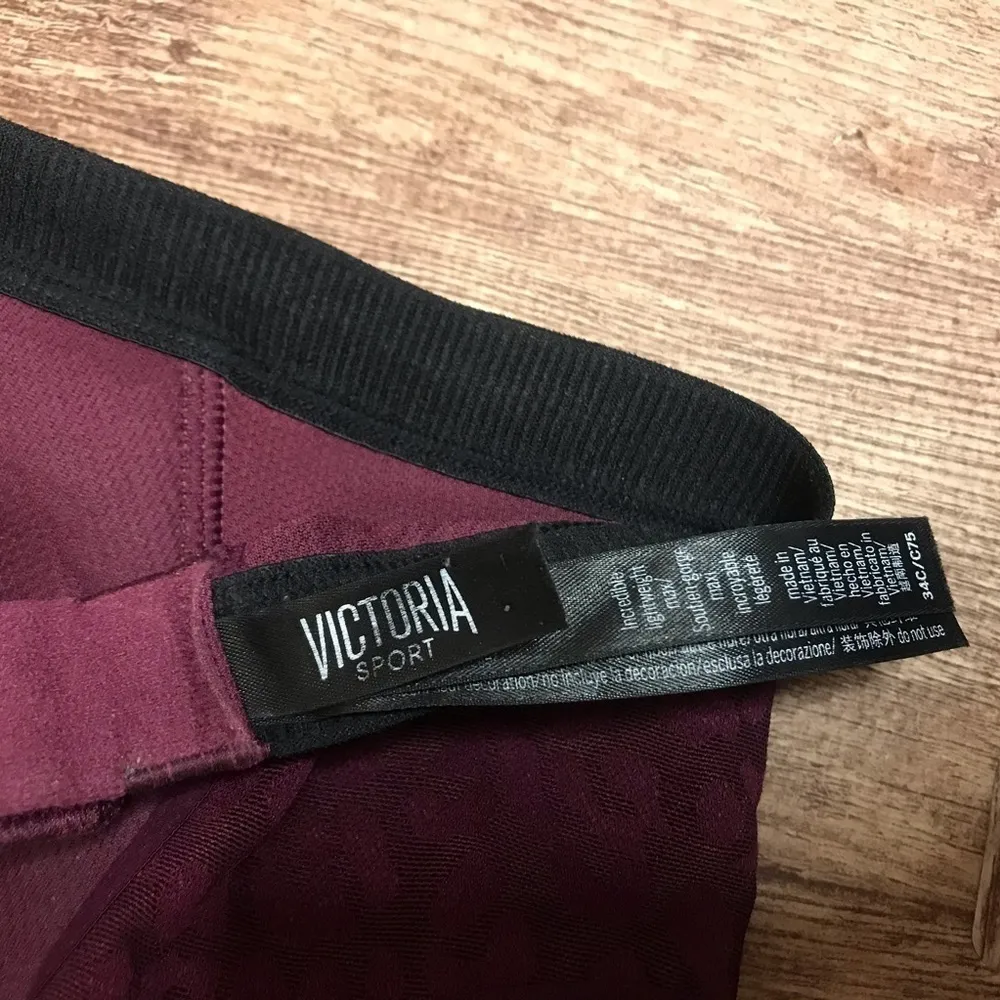 VICTORIA
SPORT
Incredible
lightweight
max/
Soutien-gorge
maxi
incroyable
légèreté
made in
Vietnam/
fabriqué au
Vietnam/
hecho en
Vietnam/
fabbricato in
Vietnam/
越南制造
34C/C75
decoración/no incluye la decoración/esclusa la decorazione/ 装饰除外 do not use